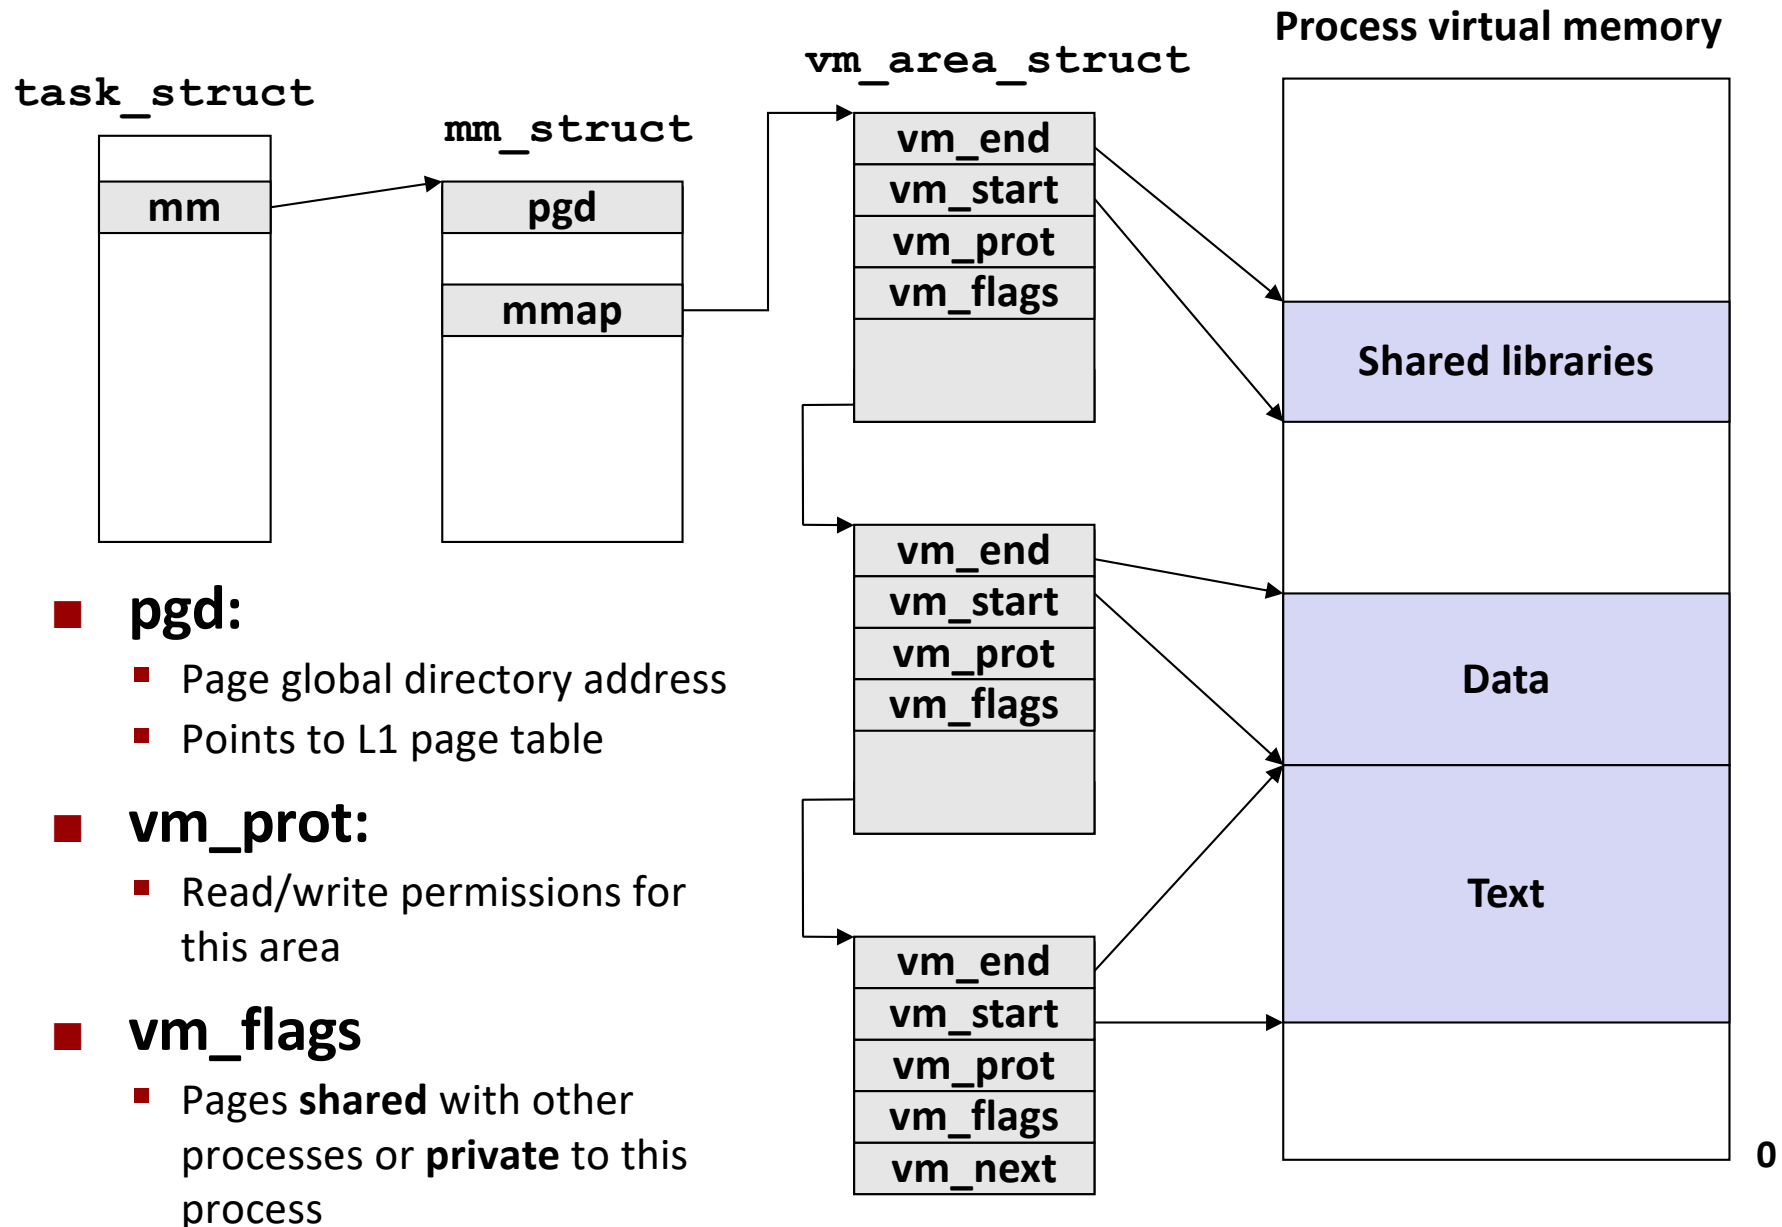 Process virtual memory
vm_area_struct
task_struct
mm_struct
mm
pgd
mmap
vm_end
vm_start
vm_prot
vm_flags
Shared libraries
vm_end
vm_start
vm_prot
vm_flags
Data
Text
vm_end
vm_start
vm_prot
vm_flags
vm_next
0
pgd:
Page global directory address
Points to L1 page table
vm_prot:
Read/write permissions for
this area
vm_flags
Pages shared with other
processes or private to this
process